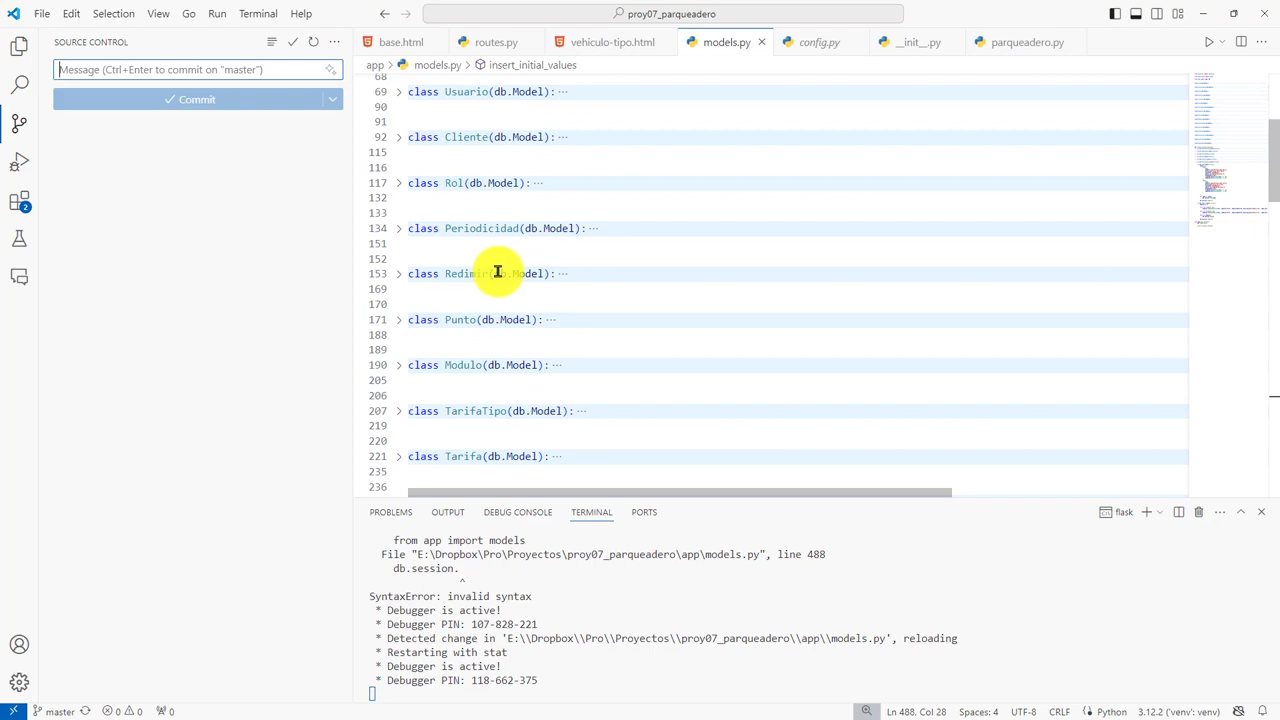 File Edit Selection View Go Run Terminal Help
proy07_parqueadero
SOURCE CONTROL
base.html routes.py vehiculo-tipo.html models.py config.py __init__.py parqueadero.py
app > models.py >
_initial_values
Message (Ctrl+Enter to commit on "master")
Commit
68
69 class Usuario(db.Model): ···
90
91
92 class Cliente(db.Model): ···
115
116
117 class Rol(db.Model): ···
132
133
134 class Periodicidad(db.Model): ···
151
152
153 class Redimir(db.Model): ···
169
170
171 class Punto(db.Model): ···
188
189
190 class Modulo(db.Model): ···
205
206
207 class TarifaTipo(db.Model): ···
219
220
221 class Tarifa(db.Model): ···
235
236
2
PROBLEMS OUTPUT DEBUG CONSOLE TERMINAL PORTS
flask
from app import models
File "E:\Dropbox\Pro\Proyectos\proy07_parqueadero\app\models.py", line 488
db.session.
^
SyntaxError: invalid syntax
* Debugger is active!
* Debugger PIN: 107-828-221
* Detected change in 'E:\\Dropbox\\Pro\\Proyectos\\proy07_parqueadero\\app\\models.py', reloading
* Restarting with stat
* Debugger is active!
* Debugger PIN: 118-662-375
master 0 0 0
Ln 488, Col 28 Spaces: 4 UTF-8 CRLF Python 3.12.2 ('venv': venv)